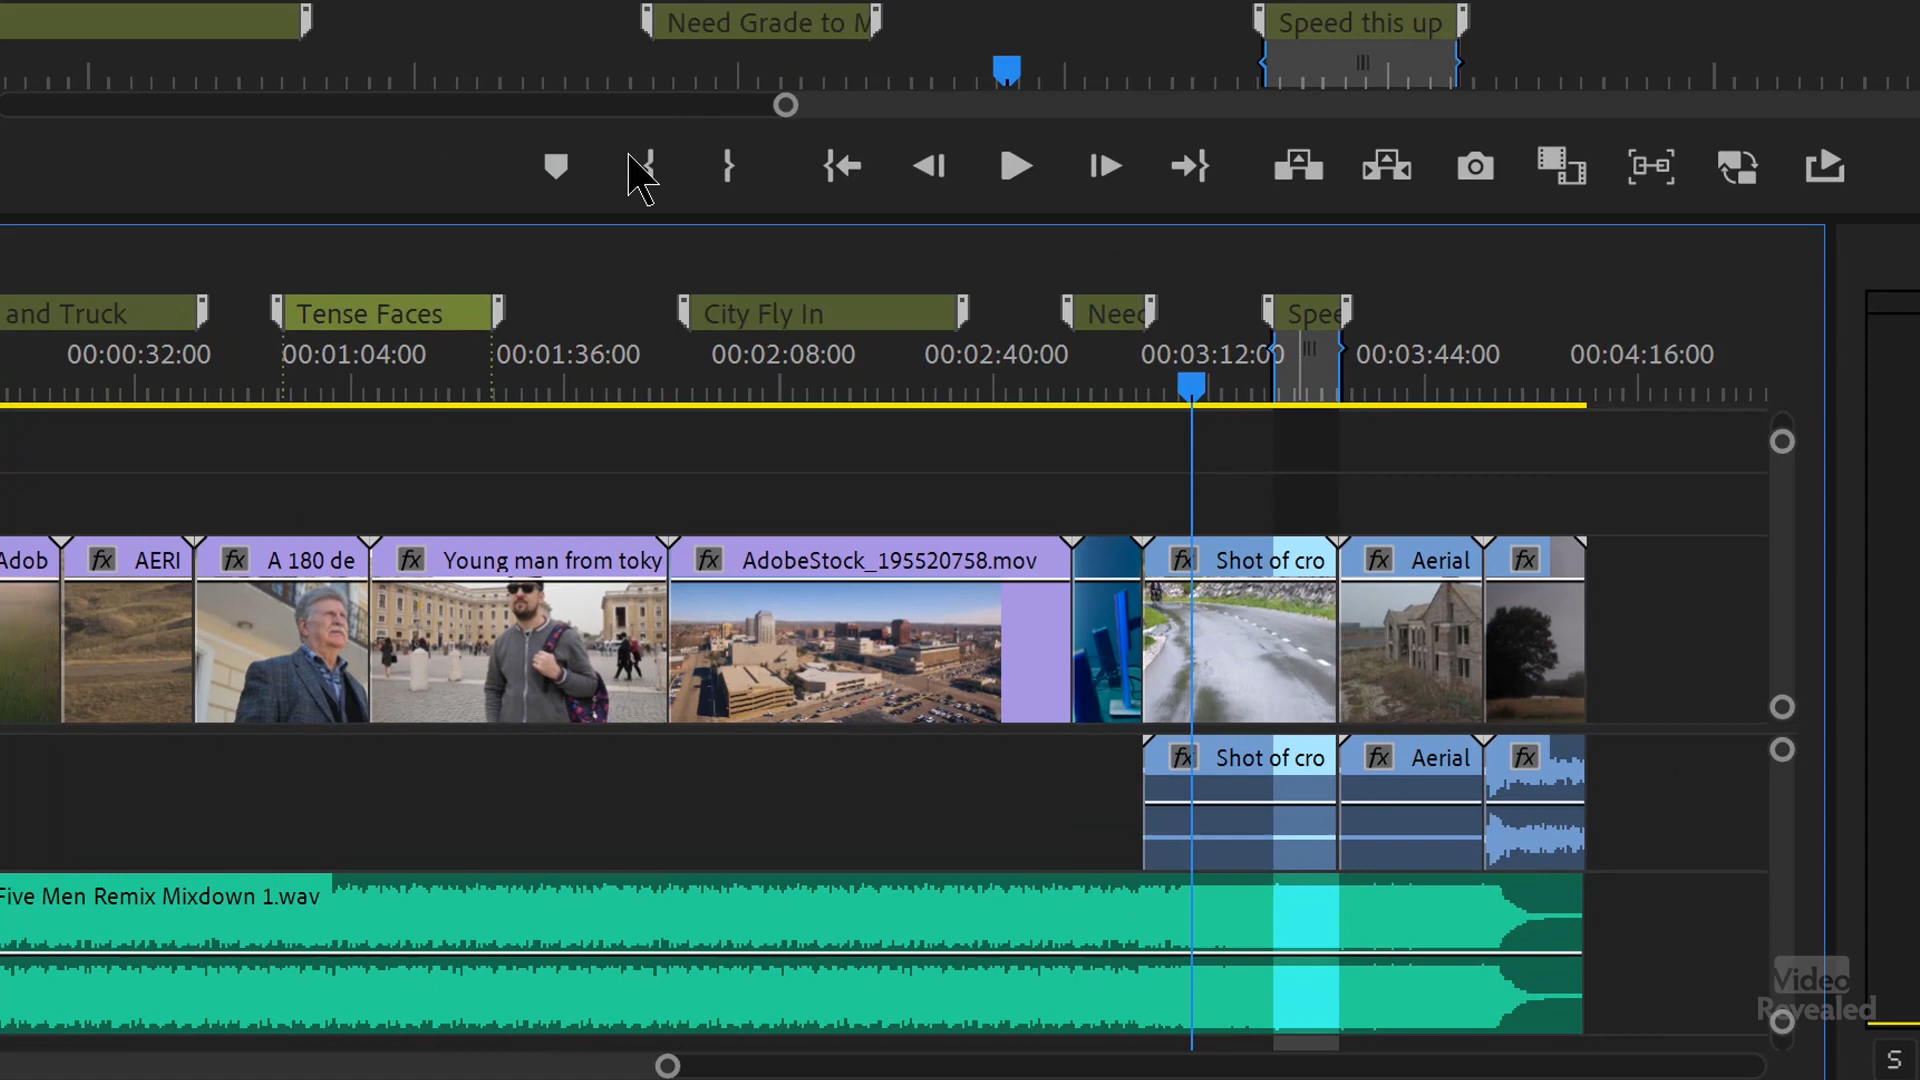 Need Grade to M
Speed this up
and Truck
Tense Faces
City Fly In
Need
Spee
00:00:32:00
00:01:04:00
00:01:36:00
00:02:08:00
00:02:40:00
00:03:12:00
00:03:44:00
00:04:16:00
Adob
fx AERI
fx A 180 de
fx Young man from toky
fx AdobeStock_195520758.mov
fx Shot of cro
fx Aerial
fx
fx Shot of cro
fx Aerial
fx
Five Men Remix Mixdown 1.wav
Video
Revealed
S